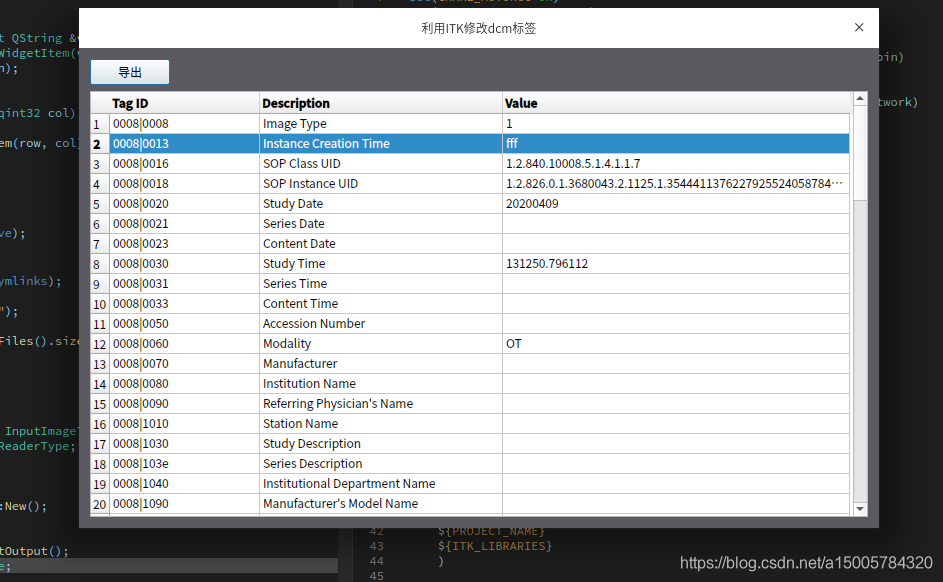 利用ITK修改dcm标签
导出
Tag ID Description Value
1 0008|0008 Image Type 1
2 0008|0013 Instance Creation Time fff
3 0008|0016 SOP Class UID 1.2.840.10008.5.1.4.1.1.7
4 0008|0018 SOP Instance UID 1.2.826.0.1.3680043.2.1125.1.3544411376227925524058784···
5 0008|0020 Study Date 20200409
6 0008|0021 Series Date
7 0008|0023 Content Date
8 0008|0030 Study Time 131250.796112
9 0008|0031 Series Time
10 0008|0033 Content Time
11 0008|0050 Accession Number
12 0008|0060 Modality OT
13 0008|0070 Manufacturer
14 0008|0080 Institution Name
15 0008|0090 Referring Physician's Name
16 0008|1010 Station Name
17 0008|1030 Study Description
18 0008|103e Series Description
19 0008|1040 Institutional Department Name
20 0008|1090 Manufacturer's Model Name
t QString &
WidgetItem(
n);
qint32 col)
em(row, col
ve);
ymlinks);
");
Files().size
InputImage
ReaderType;
:New();
tOutput();
e;
oin)
twork)
42 ${PROJECT_NAME}
43 ${ITK_LIBRARIES}
44 )
45
https://blog.csdn.net/a15005784320